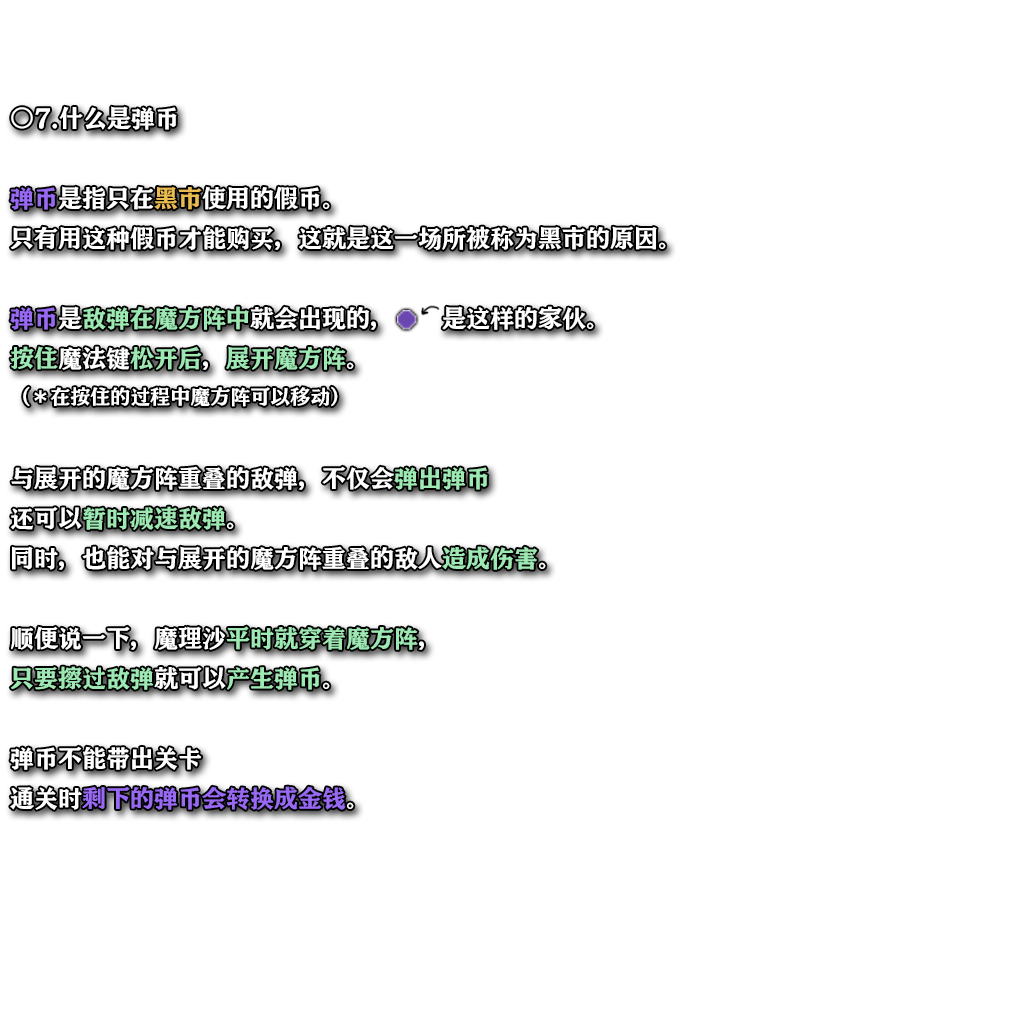 ○7.什么是弹币
弹币是指只在黑市使用的假币。
只有用这种假币才能购买，这就是这一场所被称为黑市的原因。
弹币是敌弹在魔方阵中就会出现的，是这样的家伙。
按住魔法键松开后，展开魔方阵。
（＊在按住的过程中魔方阵可以移动）
与展开的魔方阵重叠的敌弹，不仅会弹出弹币
还可以暂时减速敌弹。
同时，也能对与展开的魔方阵重叠的敌人造成伤害。
顺便说一下，魔理沙平时就穿着魔方阵，
只要擦过敌弹就可以产生弹币。
弹币不能带出关卡
通关时剩下的弹币会转换成金钱。